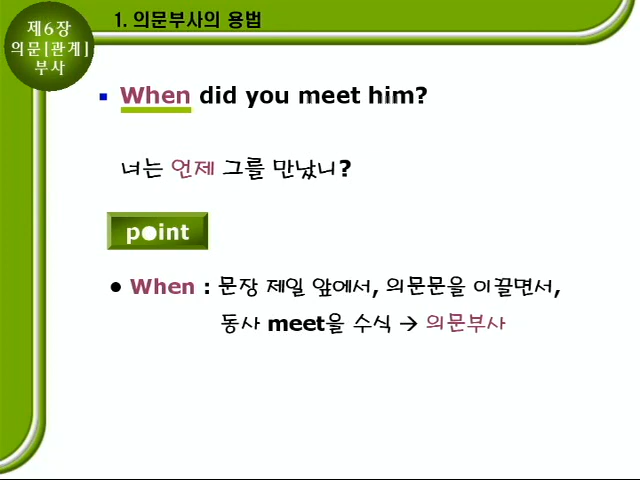 제6장
의문[관계]
부사
1. 의문부사의 용법
When did you meet him?
너는 언제 그를 만났니?
point
● When : 문장 제일 앞에서, 의문문을 이끌면서,
동사 meet을 수식 → 의문부사